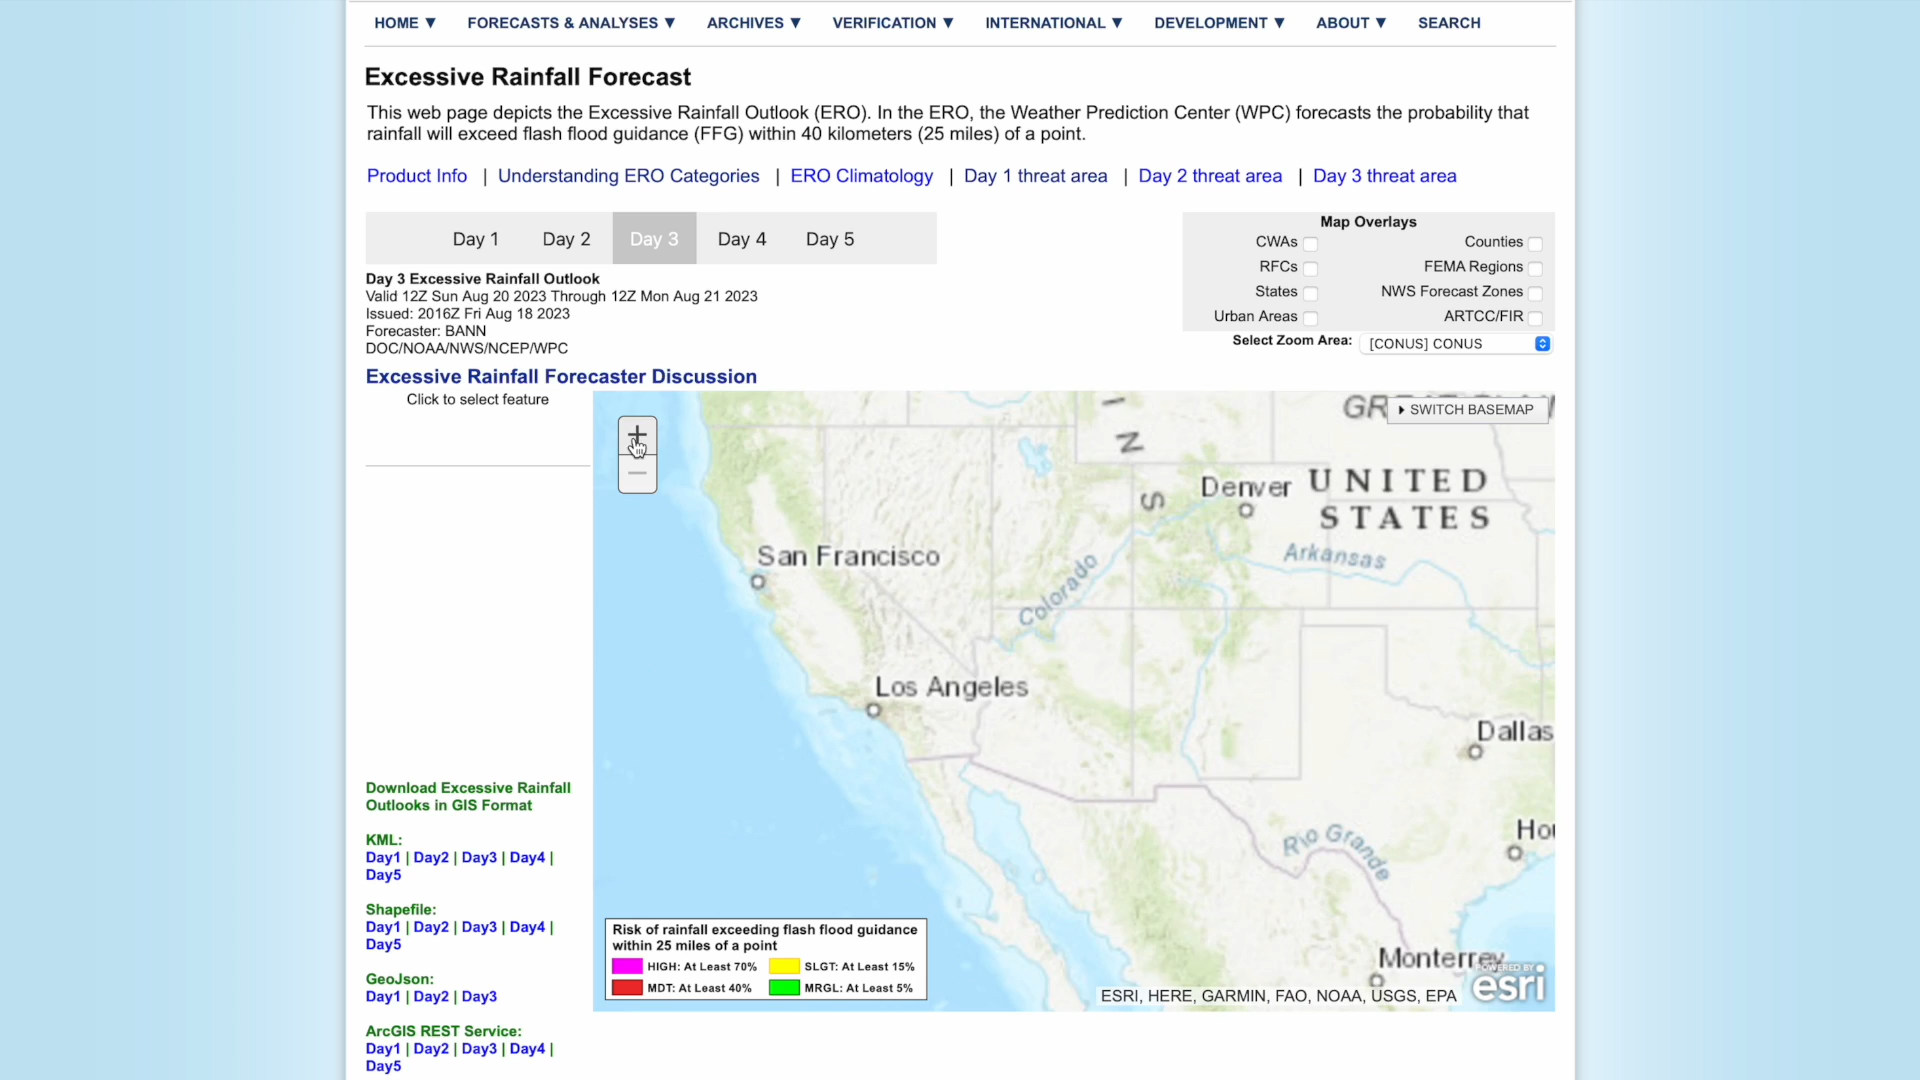 HOME ▼ FORECASTS & ANALYSES ▼ ARCHIVES ▼ VERIFICATION ▼ INTERNATIONAL ▼ DEVELOPMENT ▼ ABOUT ▼ SEARCH
Excessive Rainfall Forecast
This web page depicts the Excessive Rainfall Outlook (ERO). In the ERO, the Weather Prediction Center (WPC) forecasts the probability that
rainfall will exceed flash flood guidance (FFG) within 40 kilometers (25 miles) of a point.
Product Info | Understanding ERO Categories | ERO Climatology | Day 1 threat area | Day 2 threat area | Day 3 threat area
Day 1 Day 2 Day 3 Day 4 Day 5
Map Overlays
CWAs Counties
RFCs FEMA Regions
States NWS Forecast Zones
Urban Areas ARTCC/FIR
Select Zoom Area: [CONUS] CONUS
Day 3 Excessive Rainfall Outlook
Valid 12Z Sun Aug 20 2023 Through 12Z Mon Aug 21 2023
Issued: 2016Z Fri Aug 18 2023
Forecaster: BANN
DOC/NOAA/NWS/NCEP/WPC
Excessive Rainfall Forecaster Discussion
Click to select feature
+
−
SWITCH BASEMAP
I
N
S
Denver
UNITED
STATES
Arkansas
San Francisco
Colorado
Los Angeles
Dallas
Rio Grande
Monterrey
Risk of rainfall exceeding flash flood guidance
within 25 miles of a point
HIGH: At Least 70% SLGT: At Least 15%
MDT: At Least 40% MRGL: At Least 5%
ESRI, HERE, GARMIN, FAO, NOAA, USGS, EPA
POWERED BY
esri
Download Excessive Rainfall
Outlooks in GIS Format
KML:
Day1 | Day2 | Day3 | Day4 |
Day5
Shapefile:
Day1 | Day2 | Day3 | Day4 |
Day5
GeoJson:
Day1 | Day2 | Day3
ArcGIS REST Service:
Day1 | Day2 | Day3 | Day4 |
Day5